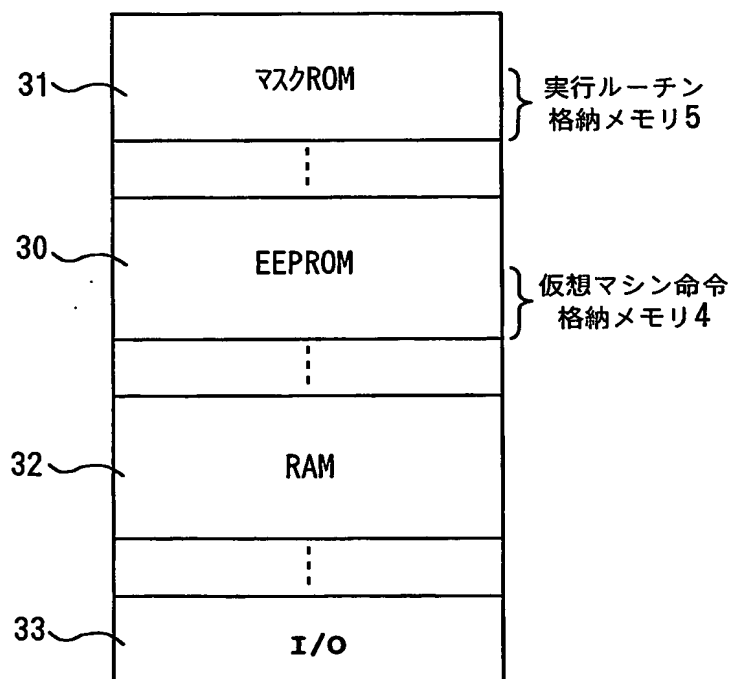 31
マスクROM
実行ルーチン
格納メモリ5
30
EEPROM
仮想マシン命令
格納メモリ4
32
RAM
33
I/O